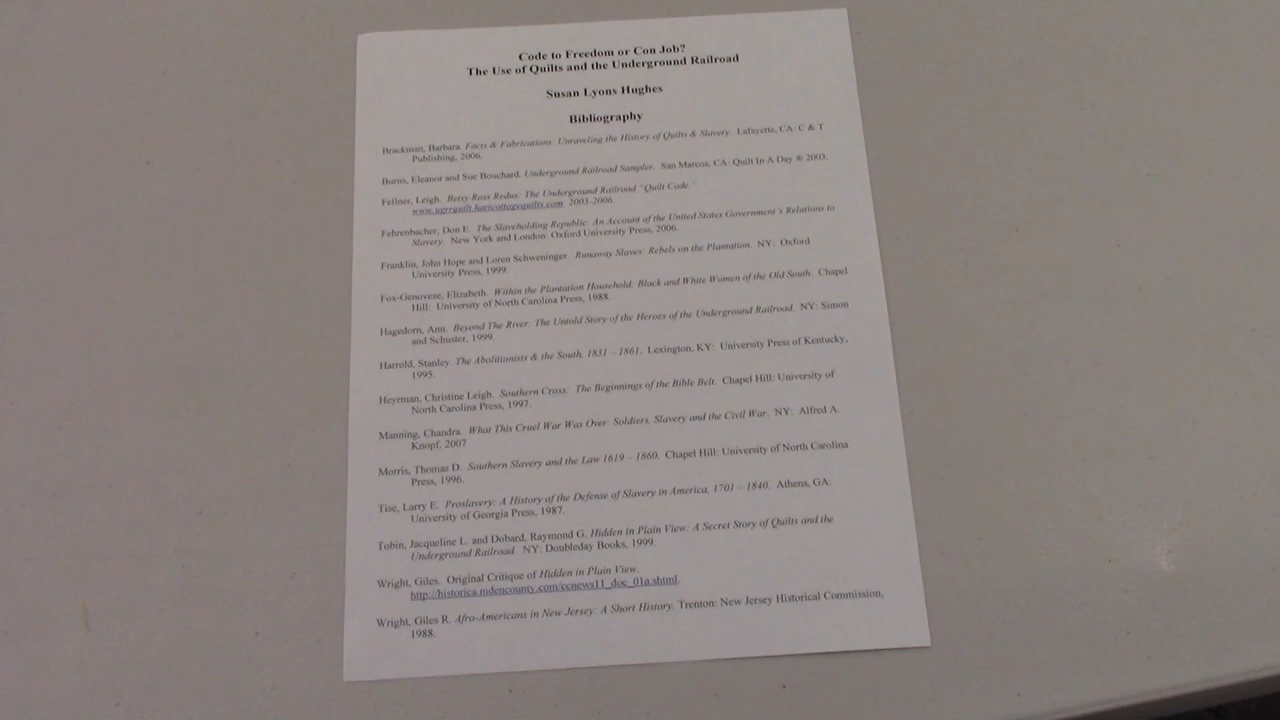 Code to Freedom or Con Job?
The Use of Quilts and the Underground Railroad
Susan Lyons Hughes
Bibliography
Brackman, Barbara. Facts & Fabrications: Unraveling the History of Quilts & Slavery. Lafayette, CA: C & T
Publishing, 2006.
Burns, Eleanor and Sue Bouchard. Underground Railroad Sampler. San Marcos, CA: Quilt In A Day ® 2003.
Fellner, Leigh. Betsy Ross Redux: The Underground Railroad "Quilt Code."
www.ugrrquilt.hartcottagequilts.com 2003-2006.
Fehrenbacher, Don E. The Slaveholding Republic: An Account of the United States Government's Relations to
Slavery. New York and London: Oxford University Press, 2006.
Franklin, John Hope and Loren Schweninger. Runaway Slaves: Rebels on the Plantation. NY: Oxford
University Press, 1999.
Fox-Genovese, Elizabeth. Within the Plantation Household: Black and White Women of the Old South. Chapel
Hill: University of North Carolina Press, 1988.
Hagedorn, Ann. Beyond The River: The Untold Story of the Heroes of the Underground Railroad. NY: Simon
and Schuster, 1999.
Harrold, Stanley. The Abolitionists & the South, 1831 – 1861. Lexington, KY: University Press of Kentucky,
1995.
Heyrman, Christine Leigh. Southern Cross: The Beginnings of the Bible Belt. Chapel Hill: University of
North Carolina Press, 1997.
Manning, Chandra. What This Cruel War Was Over: Soldiers, Slavery and the Civil War. NY: Alfred A.
Knopf, 2007
Morris, Thomas D. Southern Slavery and the Law 1619 – 1860. Chapel Hill: University of North Carolina
Press, 1996.
Tise, Larry E. Proslavery: A History of the Defense of Slavery in America, 1701 – 1840. Athens, GA:
University of Georgia Press, 1987.
Tobin, Jacqueline L. and Dobard, Raymond G. Hidden in Plain View: A Secret Story of Quilts and the
Underground Railroad. NY: Doubleday Books, 1999.
Wright, Giles. Original Critique of Hidden in Plain View.
http://historica.mdencounty.com/ccnews11_doc_01a.shtml.
Wright, Giles R. Afro-Americans in New Jersey: A Short History. Trenton: New Jersey Historical Commission,
1988.